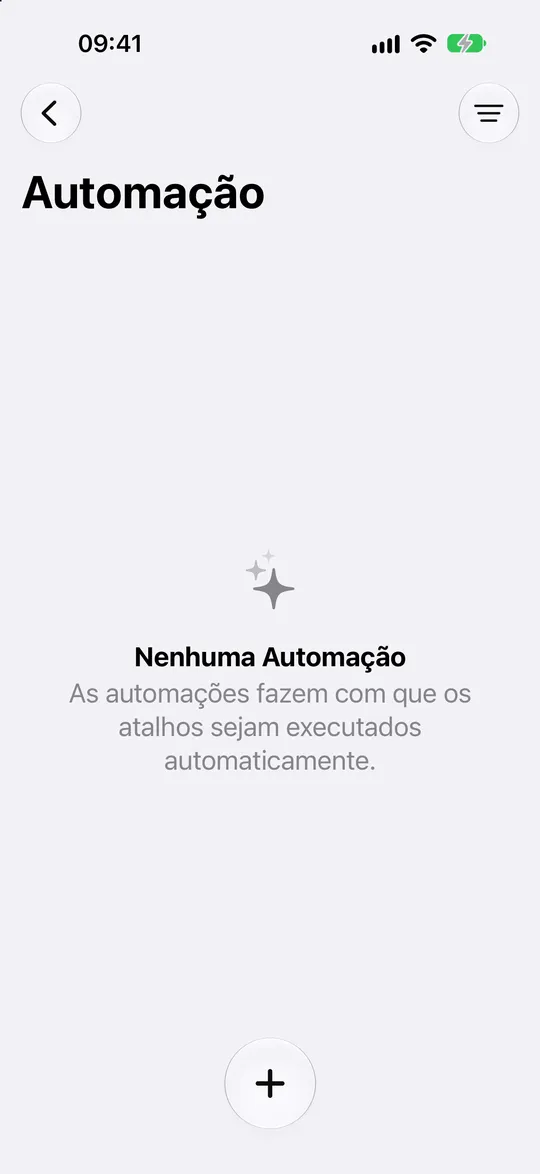 09:41
Automação
Nenhuma Automação
As automações fazem com que os
atalhos sejam executados
automaticamente.